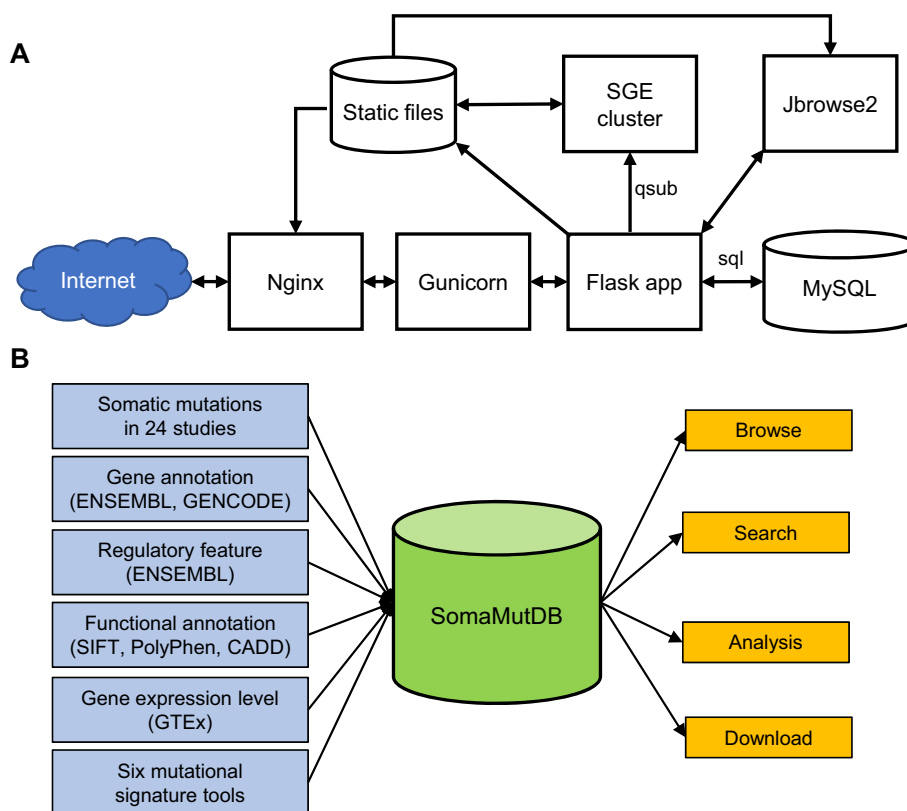 A
Static files
SGE
cluster
Jbrowse2
qsub
Internet
Nginx
Gunicorn
Flask app
sql
MySQL
B
Somatic mutations
in 24 studies
Gene annotation
(ENSEMBL, GENCODE)
Regulatory feature
(ENSEMBL)
Functional annotation
(SIFT, PolyPhen, CADD)
Gene expression level
(GTEx)
Six mutational
signature tools
SomaMutDB
Browse
Search
Analysis
Download